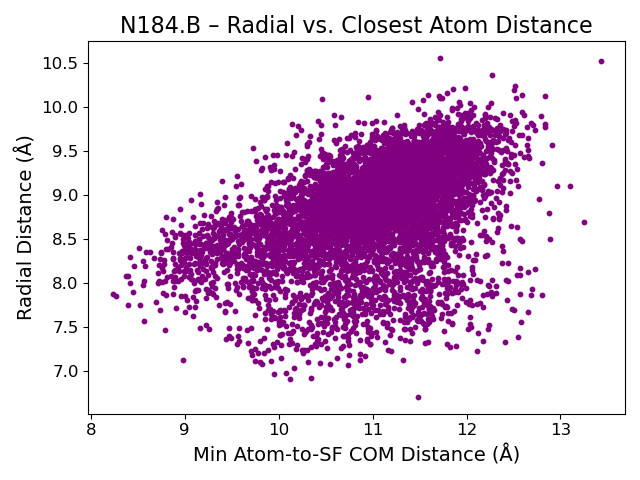 N184.B – Radial vs. Closest Atom Distance
10.5
10.0
9.5
9.0
8.5
8.0
7.5
7.0
Radial Distance (Å)
8 9 10 11 12 13
Min Atom-to-SF COM Distance (Å)